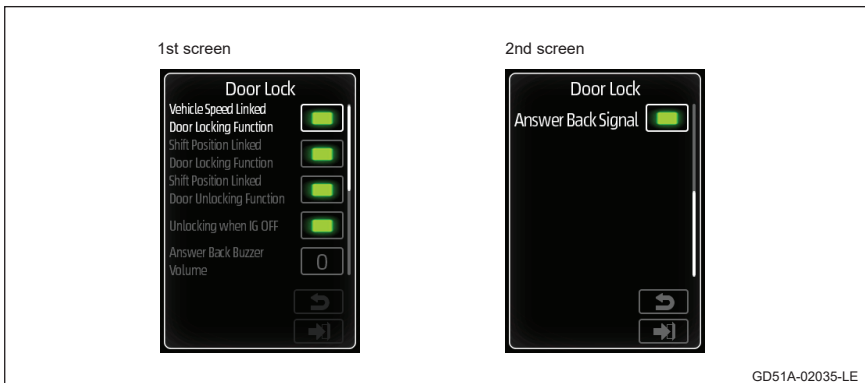 1st screen
Door Lock
Vehicle Speed Linked
Door Locking Function
Shift Position Linked
Door Locking Function
Shift Position Linked
Door Unlocking Function
Unlocking when IG OFF
Answer Back Buzzer
Volume
0
2nd screen
Door Lock
Answer Back Signal
GD51A-02035-LE